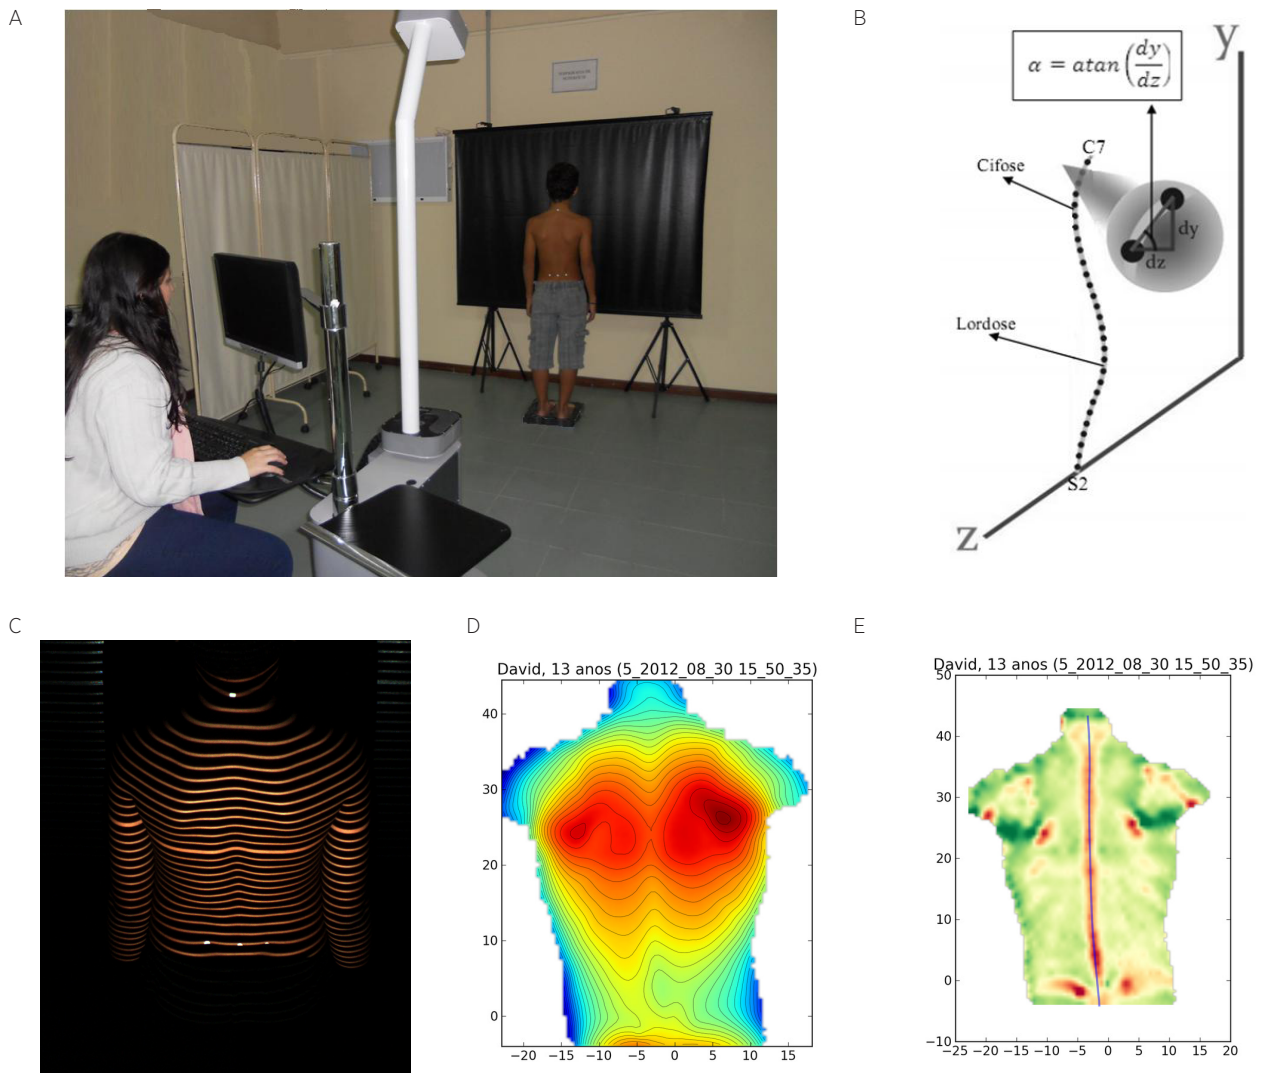 A
B
y
α = atan (dy/dz)
C7
Cifose
dy
dz
Lordose
S2
z
C
D
E
David, 13 anos (5_2012_08_30 15_50_35)
40
30
20
10
0
−20 −15 −10 −5 0 5 10 15
David, 13 anos (5_2012_08_30 15_50_35)
50
40
30
20
10
0
−10
−25 −20 −15 −10 −5 0 5 10 15 20